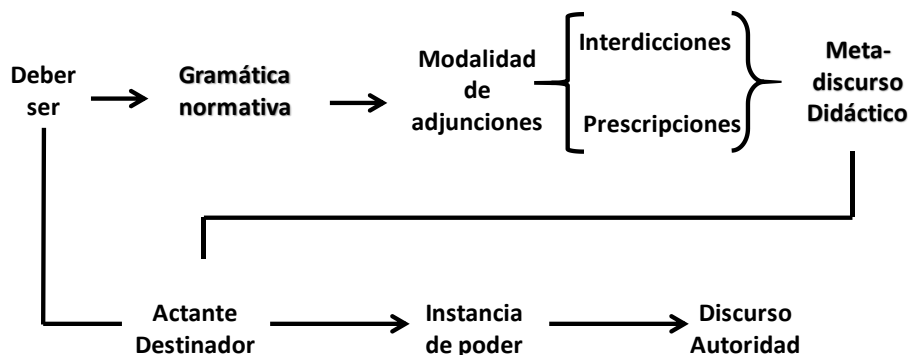 Deber
ser
Gramática
normativa
Modalidad
de
adjunciones
Interdicciones
Prescripciones
Meta-
discurso
Didáctico
Actante
Destinador
Instancia
de poder
Discurso
Autoridad